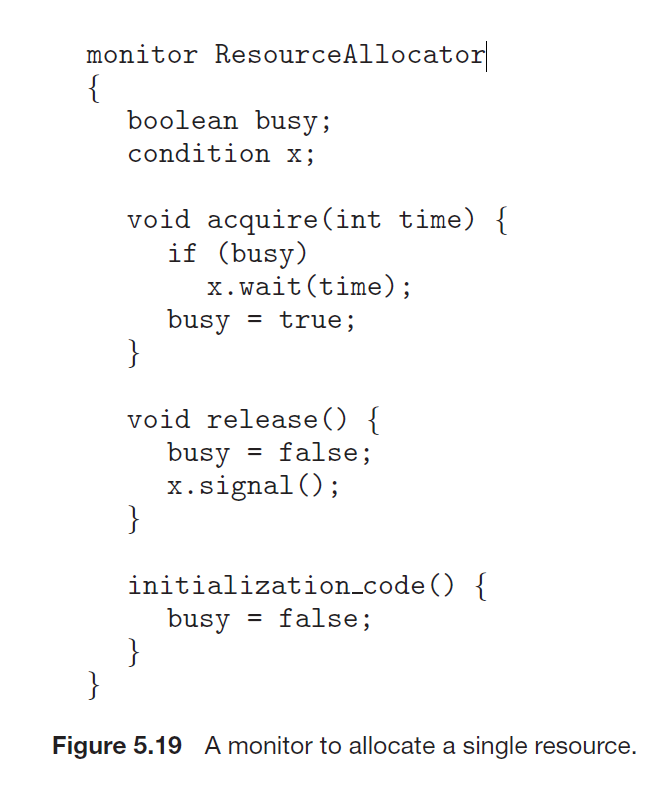 monitor ResourceAllocator
{
boolean busy;
condition x;
void acquire(int time) {
if (busy)
x.wait(time);
busy = true;
}
void release() {
busy = false;
x.signal();
}
initialization_code() {
busy = false;
}
}
Figure 5.19 A monitor to allocate a single resource.